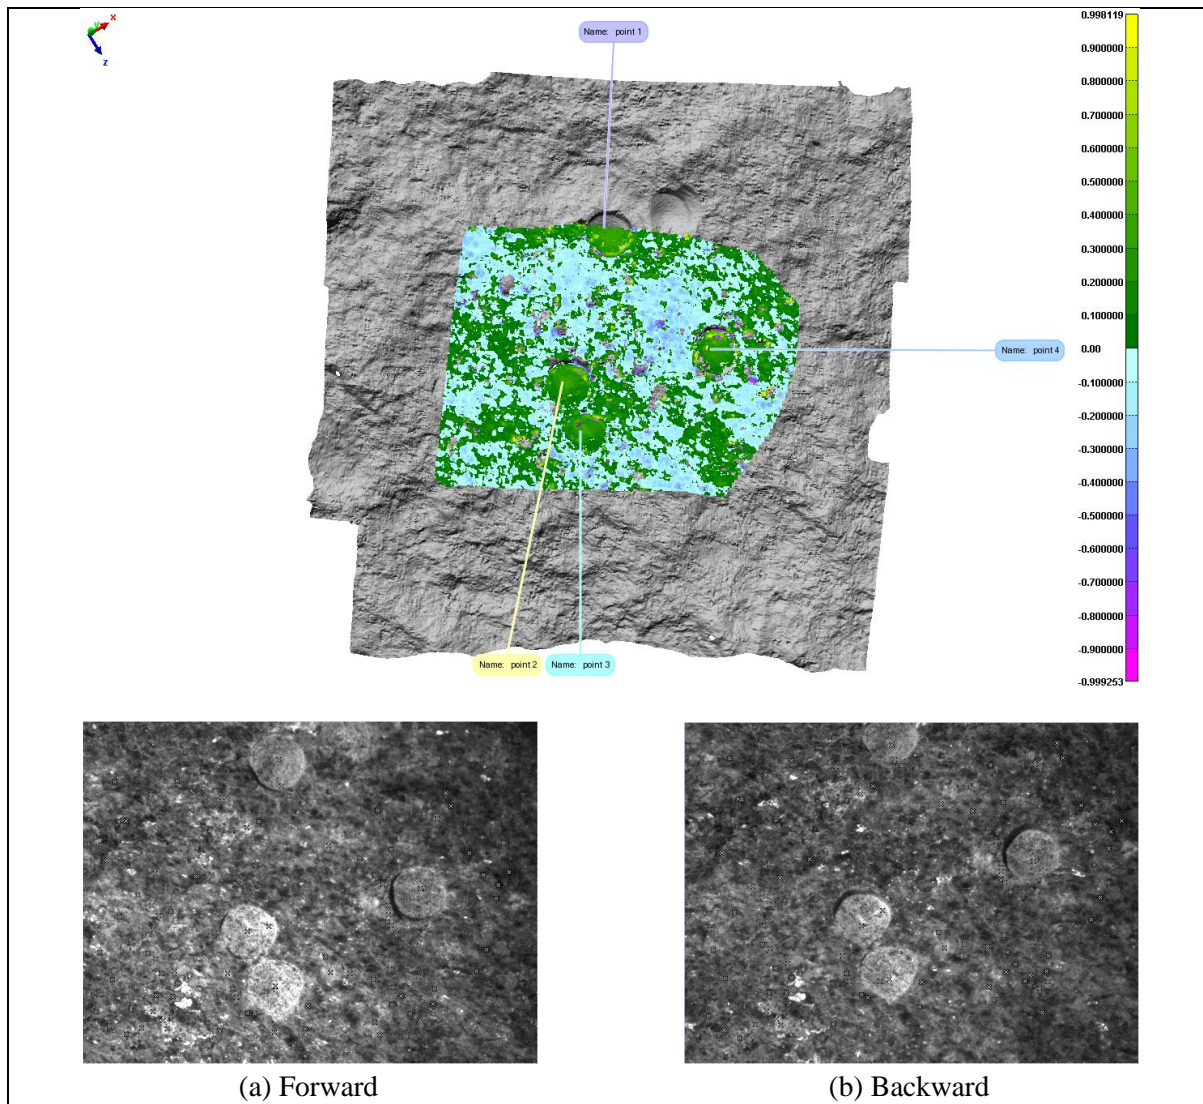 x
y
z
Name: point 1
0.998119
0.900000
0.800000
0.700000
0.600000
0.500000
0.400000
0.300000
0.200000
0.100000
0.00
-0.100000
-0.200000
-0.300000
-0.400000
-0.500000
-0.600000
-0.700000
-0.800000
-0.900000
-0.999253
Name: point 4
Name: point 2
Name: point 3
(a) Forward
(b) Backward